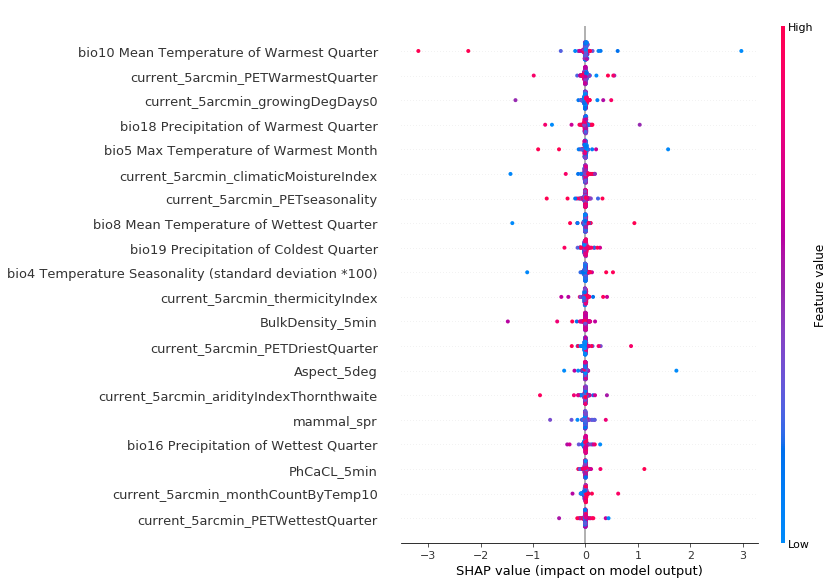 High
bio10 Mean Temperature of Warmest Quarter
current_5arcmin_PETWarmestQuarter
current_5arcmin_growingDegDays0
bio18 Precipitation of Warmest Quarter
bio5 Max Temperature of Warmest Month
current_5arcmin_climaticMoistureIndex
current_5arcmin_PETseasonality
bio8 Mean Temperature of Wettest Quarter
bio19 Precipitation of Coldest Quarter
bio4 Temperature Seasonality (standard deviation *100)
current_5arcmin_thermicityIndex
BulkDensity_5min
current_5arcmin_PETDriestQuarter
Aspect_5deg
current_5arcmin_aridityIndexThornthwaite
mammal_spr
bio16 Precipitation of Wettest Quarter
PhCaCL_5min
current_5arcmin_monthCountByTemp10
current_5arcmin_PETWettestQuarter
Feature value
Low
−3 −2 −1 0 1 2 3
SHAP value (impact on model output)